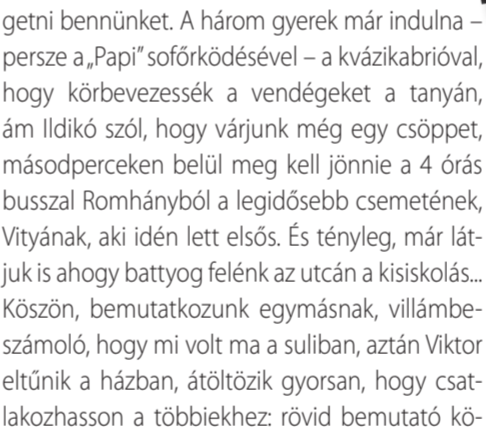 getni bennünket. A három gyerek már indulna –
persze a „Papi” sofőrködésével – a kvázikabrióval,
hogy körbevezessék a vendégeket a tanyán,
ám Ildikó szól, hogy várjunk még egy csöppet,
másodperceken belül meg kell jönnie a 4 órás
busszal Romhányból a legidősebb csemetének,
Vityának, aki idén lett elsős. És tényleg, már lát-
juk is ahogy battyog felénk az utcán a kisiskolás...
Köszön, bemutatkozunk egymásnak, villámbe-
számoló, hogy mi volt ma a suliban, aztán Viktor
eltűnik a házban, átöltözik gyorsan, hogy csat-
lakozhasson a többiekhez: rövid bemutató kö-